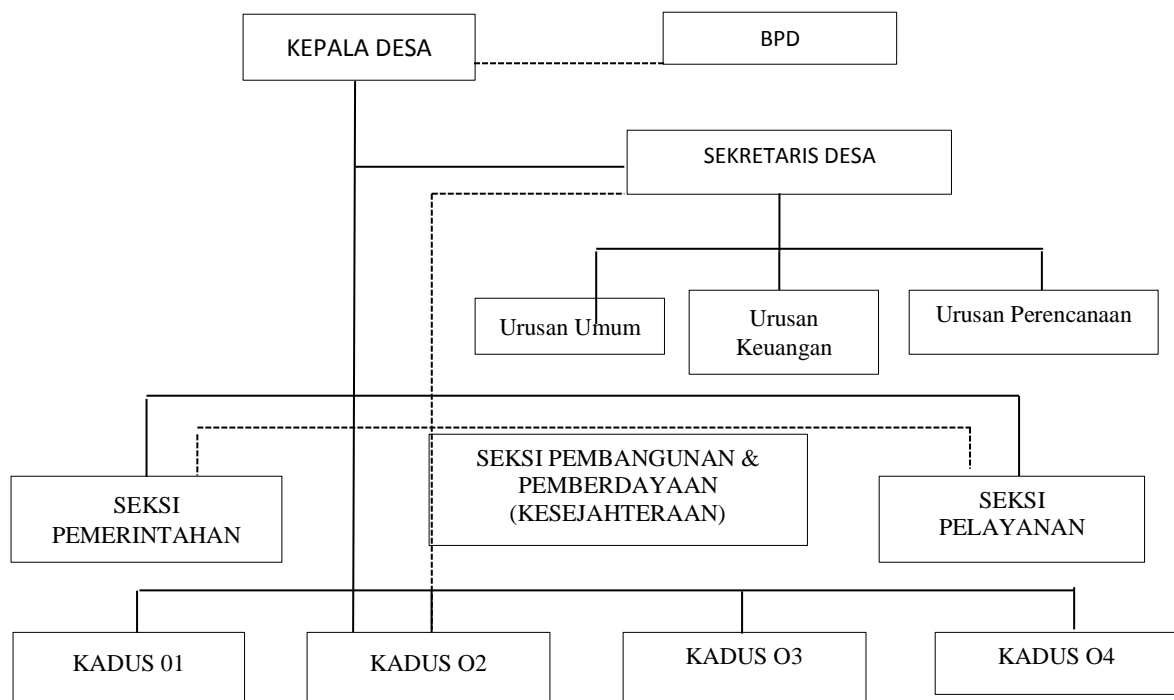 KEPALA DESA
BPD
SEKRETARIS DESA
Urusan Umum
Urusan
Keuangan
Urusan Perencanaan
SEKSI
PEMERINTAHAN
SEKSI PEMBANGUNAN &
PEMBERDAYAAN
(KESEJAHTERAAN)
SEKSI
PELAYANAN
KADUS 01
KADUS O2
KADUS O3
KADUS O4